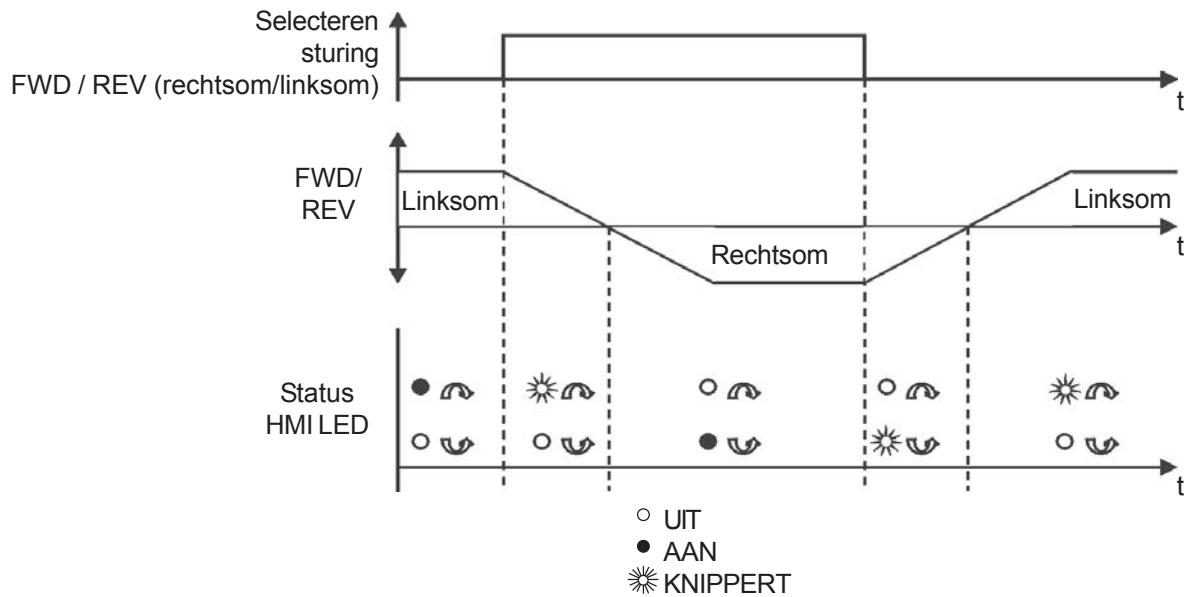 Selecteren
sturing
FWD / REV (rechtsom/linksom)
t
FWD/
REV
Linksom
Rechtsom
Linksom
t
Status
HMI LED
t
UIT
AAN
KNIPPERT